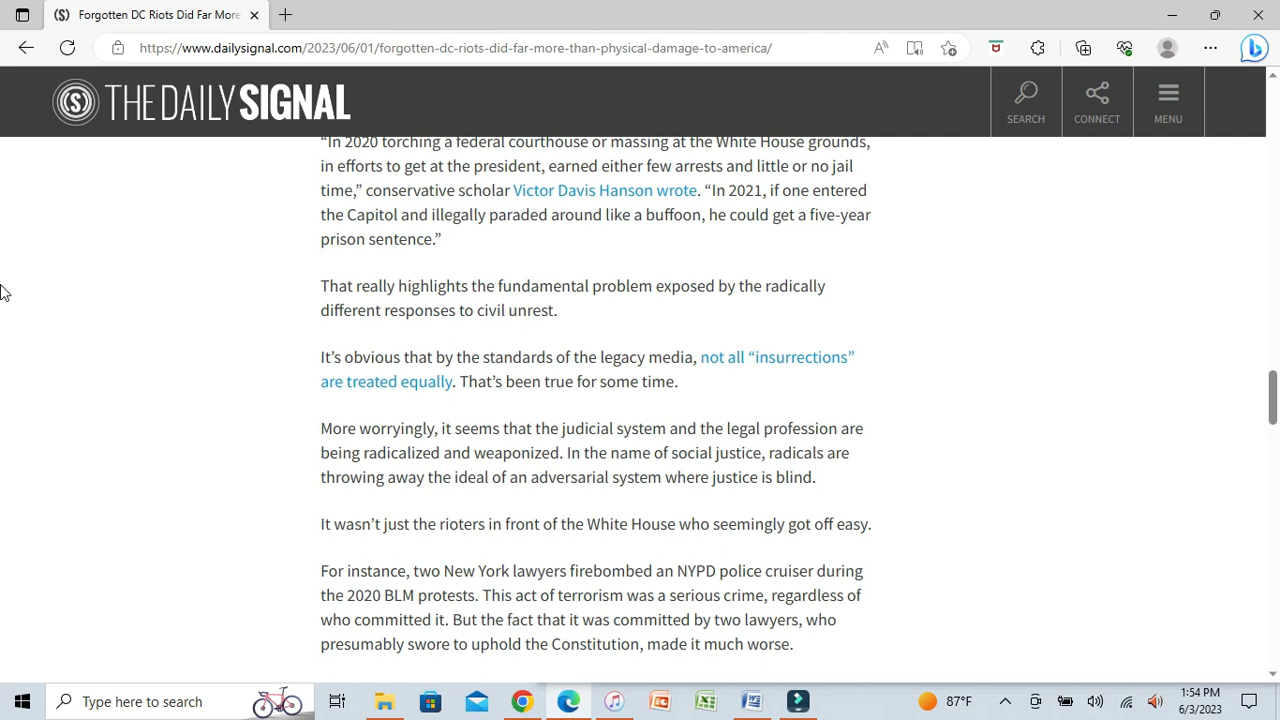 Forgotten DC Riots Did Far More
https://www.dailysignal.com/2023/06/01/forgotten-dc-riots-did-far-more-than-physical-damage-to-america/
THE DAILY SIGNAL
SEARCH
CONNECT
MENU
“In 2020 torching a federal courthouse or massing at the White House grounds,
in efforts to get at the president, earned either few arrests and little or no jail
time,” conservative scholar Victor Davis Hanson wrote. “In 2021, if one entered
the Capitol and illegally paraded around like a buffoon, he could get a five-year
prison sentence.”
That really highlights the fundamental problem exposed by the radically
different responses to civil unrest.
It’s obvious that by the standards of the legacy media, not all “insurrections”
are treated equally. That’s been true for some time.
More worryingly, it seems that the judicial system and the legal profession are
being radicalized and weaponized. In the name of social justice, radicals are
throwing away the ideal of an adversarial system where justice is blind.
It wasn’t just the rioters in front of the White House who seemingly got off easy.
For instance, two New York lawyers firebombed an NYPD police cruiser during
the 2020 BLM protests. This act of terrorism was a serious crime, regardless of
who committed it. But the fact that it was committed by two lawyers, who
presumably swore to uphold the Constitution, made it much worse.
Type here to search
87°F
1:54 PM
6/3/2023